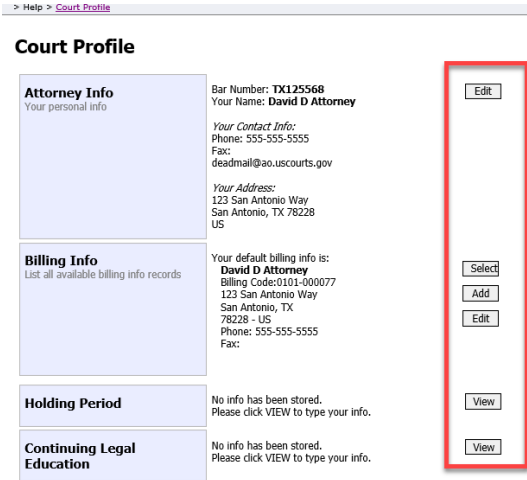 > Help > Court Profile
Court Profile
Attorney Info
Your personal info
Bar Number: TX125568
Your Name: David D Attorney
Your Contact Info:
Phone: 555-555-5555
Fax:
deadmail@ao.uscourts.gov
Your Address:
123 San Antonio Way
San Antonio, TX 78228
US
Edit
Billing Info
List all available billing info records
Your default billing info is:
David D Attorney
Billing Code:0101-000077
123 San Antonio Way
San Antonio, TX
78228 - US
Phone: 555-555-5555
Fax:
Select
Add
Edit
Holding Period
No info has been stored.
Please click VIEW to type your info.
View
Continuing Legal
Education
No info has been stored.
Please click VIEW to type your info.
View